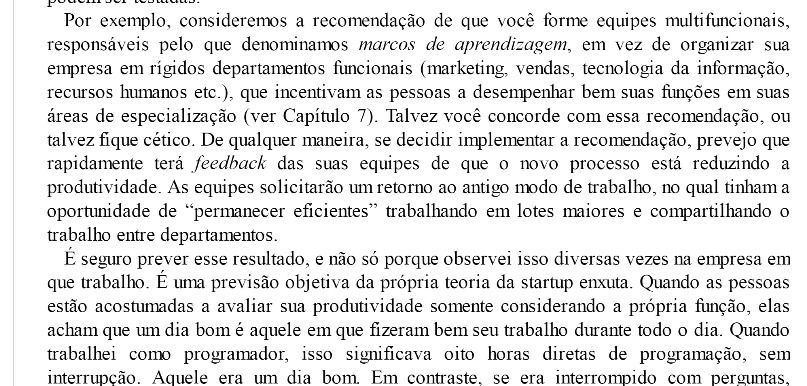 podem ser testadas.
Por exemplo, consideremos a recomendação de que você forme equipes multifuncionais,
responsáveis pelo que denominamos marcos de aprendizagem, em vez de organizar sua
empresa em rígidos departamentos funcionais (marketing, vendas, tecnologia da informação,
recursos humanos etc.), que incentivam as pessoas a desempenhar bem suas funções em suas
áreas de especialização (ver Capítulo 7). Talvez você concorde com essa recomendação, ou
talvez fique cético. De qualquer maneira, se decidir implementar a recomendação, prevejo que
rapidamente terá feedback das suas equipes de que o novo processo está reduzindo a
produtividade. As equipes solicitarão um retorno ao antigo modo de trabalho, no qual tinham a
oportunidade de “permanecer eficientes” trabalhando em lotes maiores e compartilhando o
trabalho entre departamentos.
É seguro prever esse resultado, e não só porque observei isso diversas vezes na empresa em
que trabalho. É uma previsão objetiva da própria teoria da startup enxuta. Quando as pessoas
estão acostumadas a avaliar sua produtividade somente considerando a própria função, elas
acham que um dia bom é aquele em que fizeram bem seu trabalho durante todo o dia. Quando
trabalhei como programador, isso significava oito horas diretas de programação, sem
interrupção. Aquele era um dia bom. Em contraste, se era interrompido com perguntas,